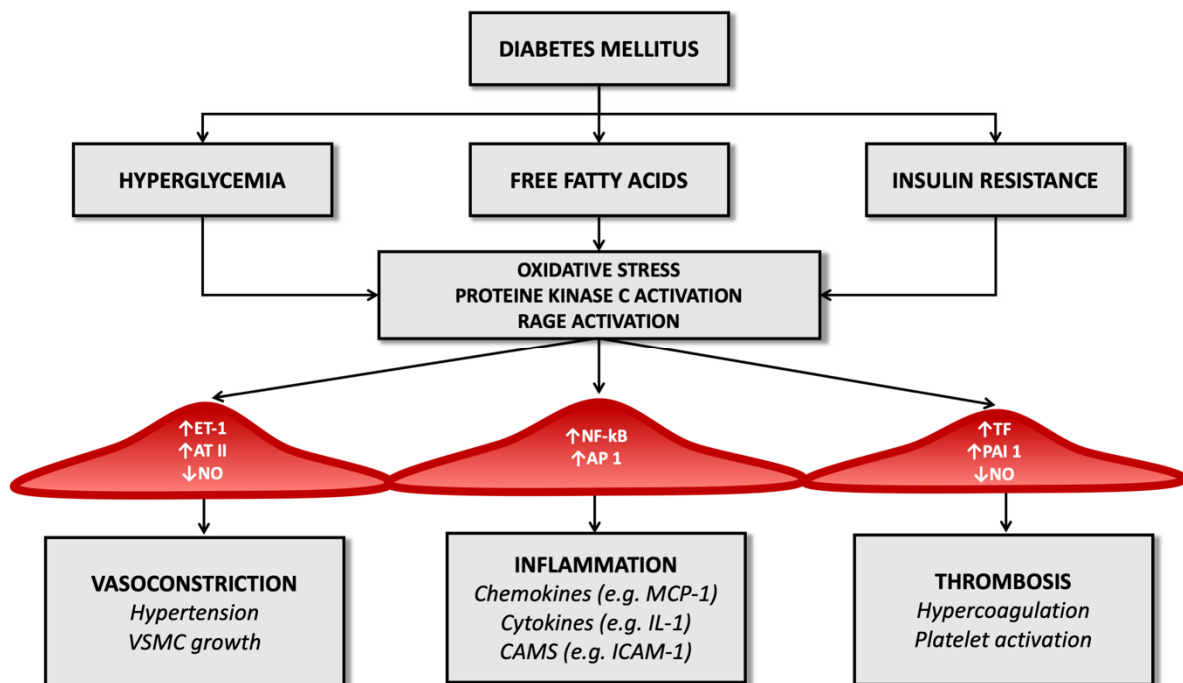 DIABETES MELLITUS
HYPERGLYCEMIA
FREE FATTY ACIDS
INSULIN RESISTANCE
OXIDATIVE STRESS
PROTEINE KINASE C ACTIVATION
RAGE ACTIVATION
↑ET-1
↑AT II
↓NO
↑NF-kB
↑AP 1
↑TF
↑PAI 1
↓NO
VASOCONSTRICTION
Hypertension
VSMC growth
INFLAMMATION
Chemokines (e.g. MCP-1)
Cytokines (e.g. IL-1)
CAMS (e.g. ICAM-1)
THROMBOSIS
Hypercoagulation
Platelet activation